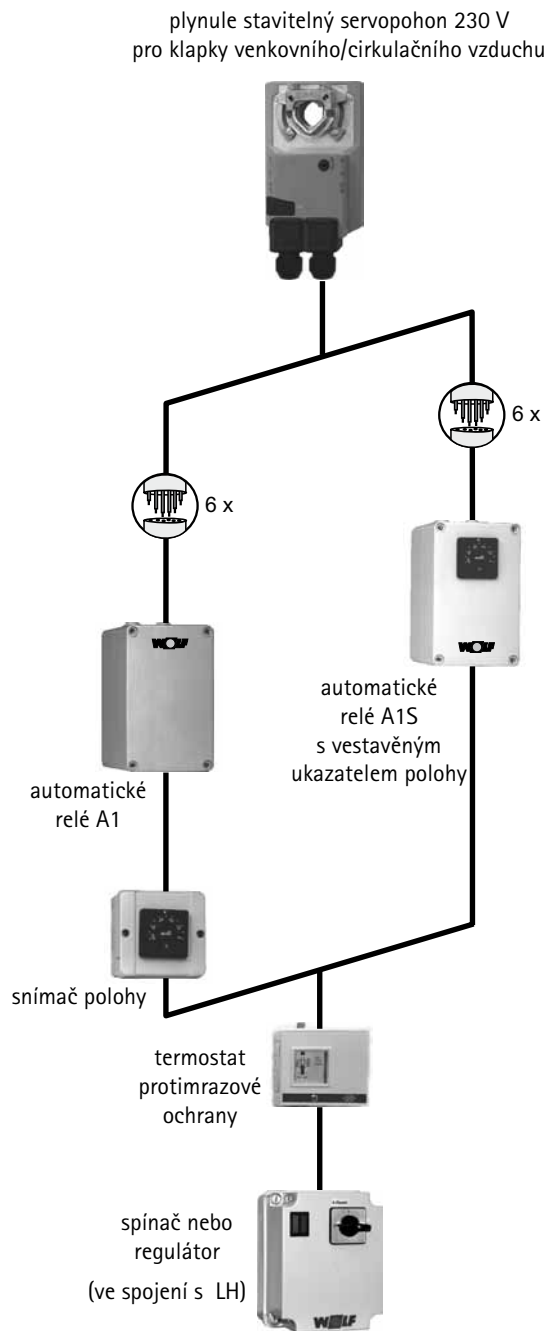 plynule stavitelný servopohon 230 V
pro klapky venkovního/cirkulačního vzduchu
6 x
6 x
WOLF
WOLF
automatické
relé A1S
s vestavěným
ukazatelem polohy
automatické
relé A1
snímač polohy
termostat
protimrazové
ochrany
spínač nebo
regulátor
(ve spojení s LH)
WOLF